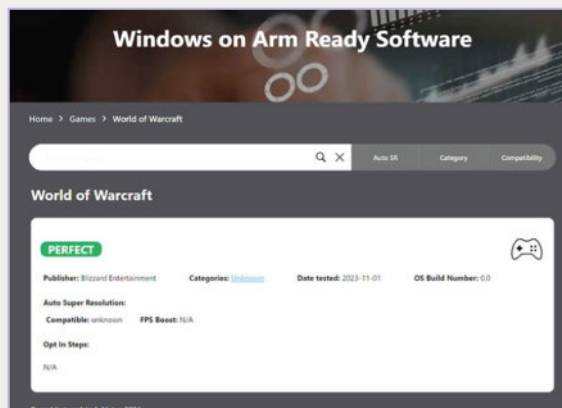 Windows on Arm Ready Software
Home > Games > World of Warcraft
Auto SR Category Compatibility
World of Warcraft
PERFECT
Publisher: Blizzard Entertainment Categories: Unknown Date tested: 2023-11-01 OS Build Number: 0.0
Auto Super Resolution:
Compatible: unknown FPS Boost: N/A
Opt In Steps:
N/A